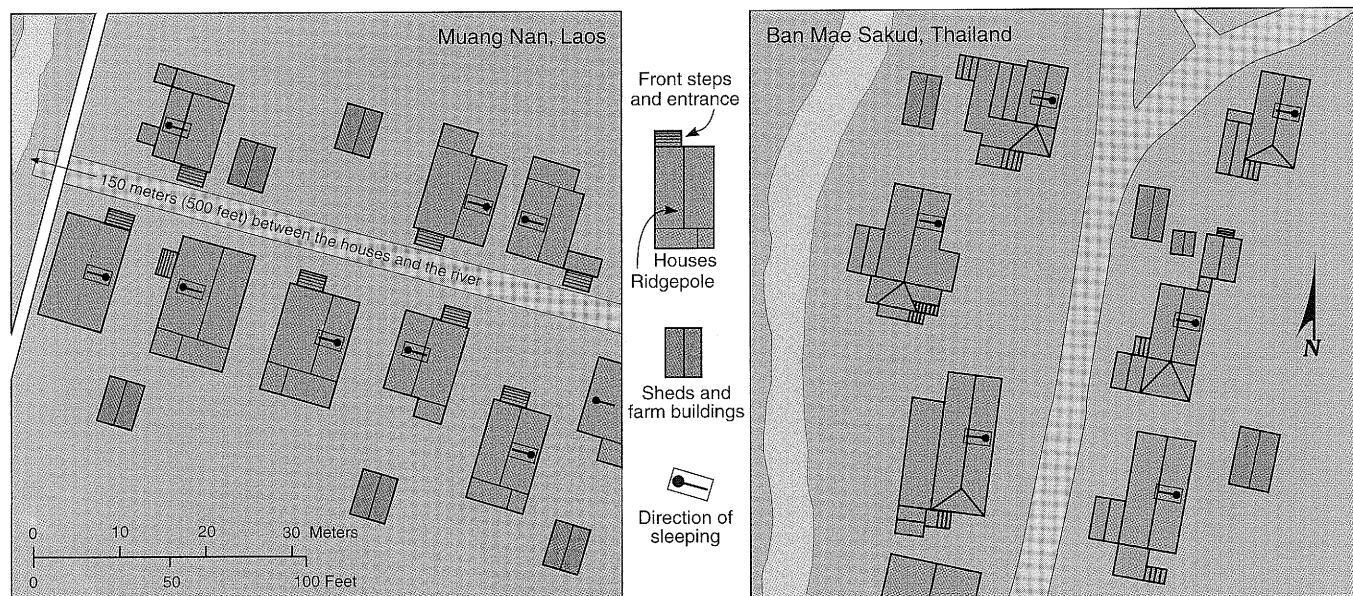 Muang Nan, Laos
150 meters (500 feet) between the houses and the river
0 10 20 30 Meters
0 50 100 Feet
Front steps
and entrance
Houses
Ridgepole
Sheds and
farm buildings
Direction of
sleeping
Ban Mae Sakud, Thailand
N